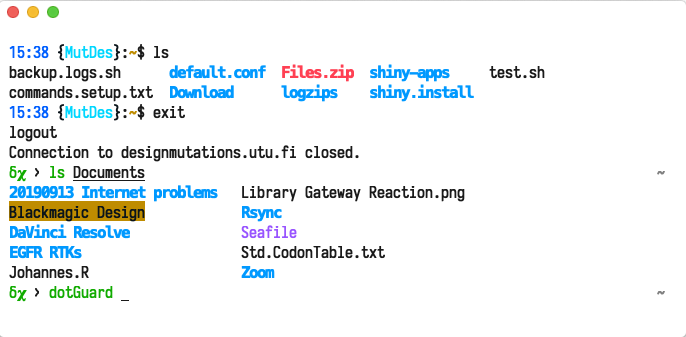 15:38 {MutDes}:~$ ls
backup.logs.sh default.conf Files.zip shiny-apps test.sh
commands.setup.txt Download logzips shiny.install
15:38 {MutDes}:~$ exit
logout
Connection to designmutations.utu.fi closed.
δχ › ls Documents ~
20190913 Internet problems Library Gateway Reaction.png
Blackmagic Design Rsync
DaVinci Resolve Seafile
EGFR RTKs Std.CodonTable.txt
Johannes.R Zoom
δχ › dotGuard _ ~